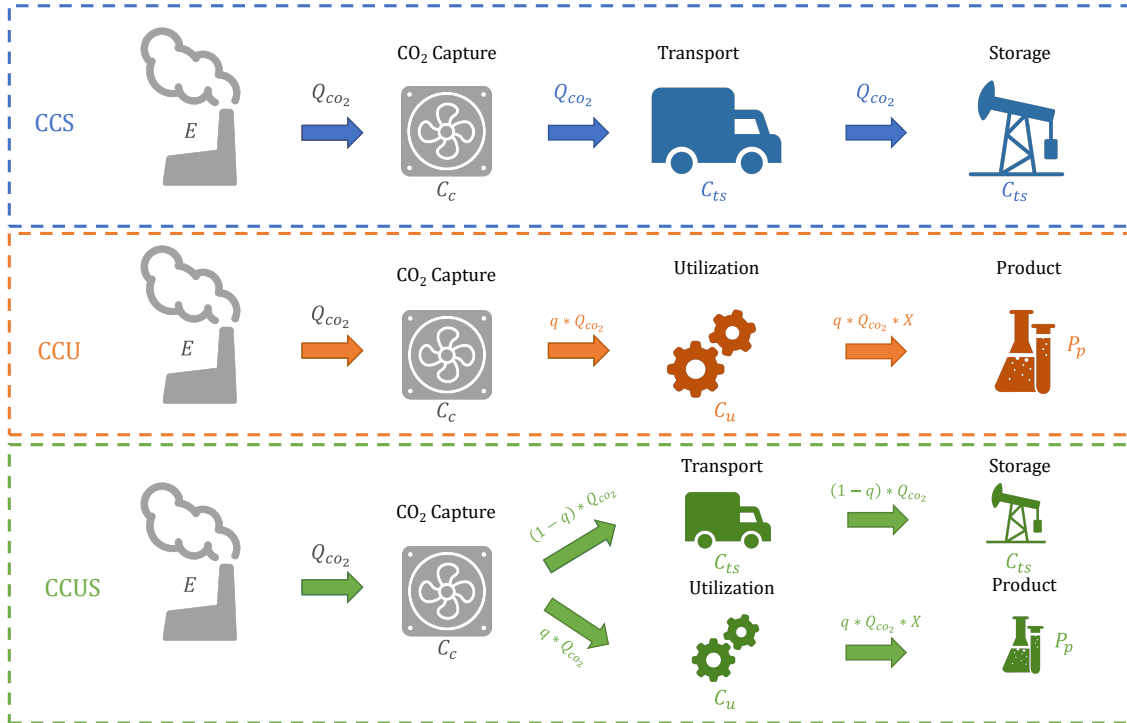 CO₂ Capture
Transport
Storage
CCS
E
Q_{co_2}
C_c
Q_{co_2}
C_{ts}
Q_{co_2}
C_{ts}
CO₂ Capture
Utilization
Product
CCU
E
Q_{co_2}
C_c
q * Q_{co_2}
C_u
q * Q_{co_2} * X
P_p
CO₂ Capture
Transport
Storage
CCUS
E
Q_{co_2}
C_c
(1 − q) * Q_{co_2}
C_{ts}
(1 − q) * Q_{co_2}
C_{ts}
Utilization
Product
q * Q_{co_2}
C_u
q * Q_{co_2} * X
P_p